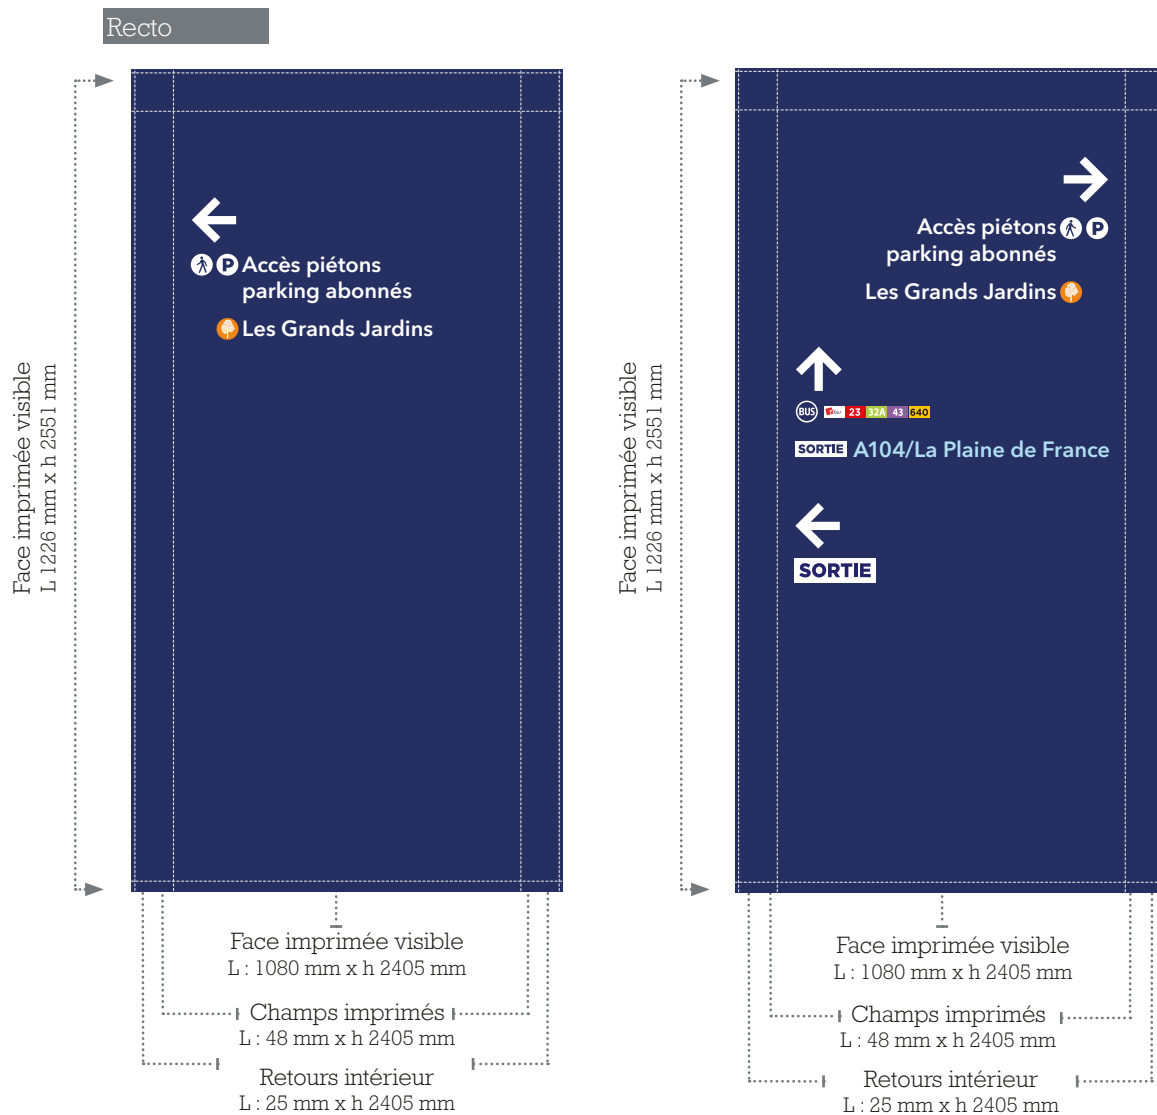 Recto
Face imprimée visible
L 1226 mm x h 2551 mm
P Accès piétons
parking abonnés
Les Grands Jardins
Face imprimée visible
L : 1080 mm x h 2405 mm
Champs imprimés
L : 48 mm x h 2405 mm
Retours intérieur
L : 25 mm x h 2405 mm
Face imprimée visible
L 1226 mm x h 2551 mm
Accès piétons P
parking abonnés
Les Grands Jardins
BUS 23 32A 43 640
SORTIE A104/La Plaine de France
SORTIE
Face imprimée visible
L : 1080 mm x h 2405 mm
Champs imprimés
L : 48 mm x h 2405 mm
Retours intérieur
L : 25 mm x h 2405 mm